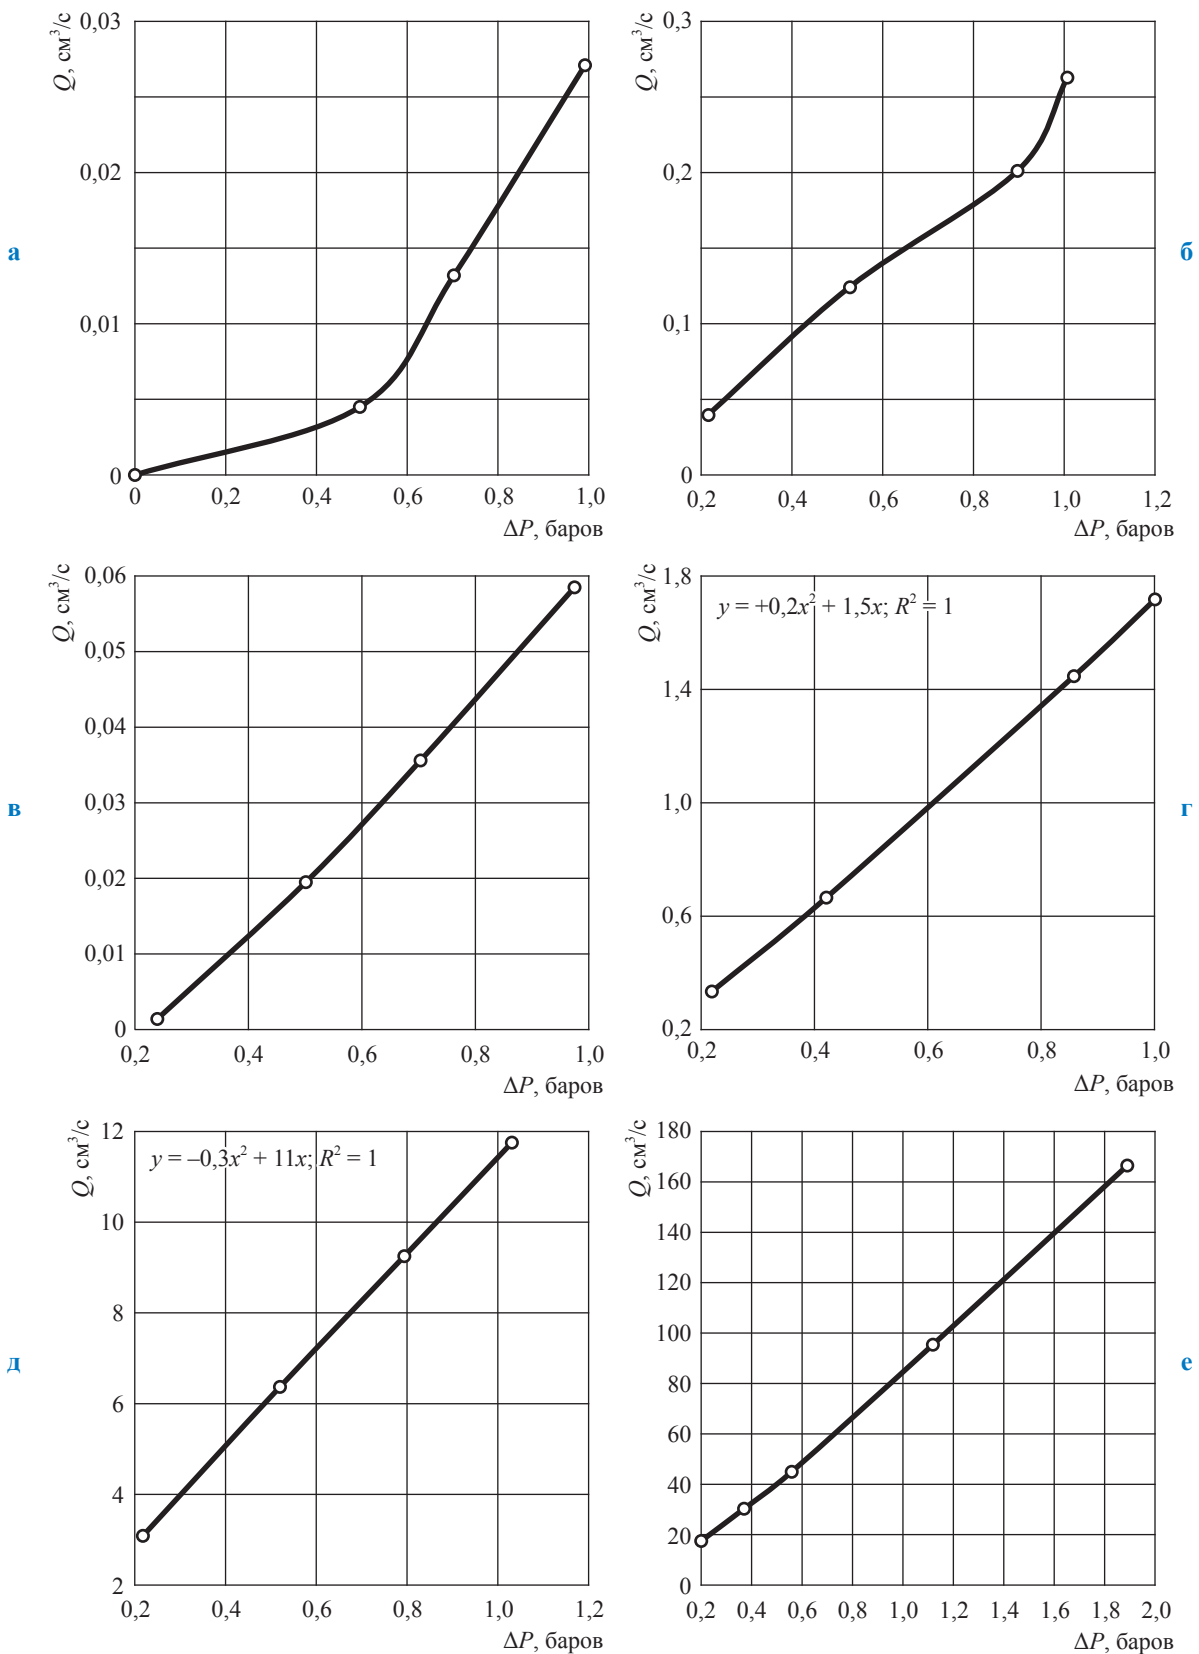 Q, см³/с
0,03
0,02
0,01
0
0 0,2 0,4 0,6 0,8 1,0
ΔP, баров
а
Q, см³/с
0,3
0,2
0,1
0
0,2 0,4 0,6 0,8 1,0 1,2
ΔP, баров
б
Q, см³/с
0,06
0,05
0,04
0,03
0,02
0,01
0
0,2 0,4 0,6 0,8 1,0
ΔP, баров
в
Q, см³/с
y = +0,2x² + 1,5x; R² = 1
1,8
1,4
1,0
0,6
0,2
0,2 0,4 0,6 0,8 1,0
ΔP, баров
г
Q, см³/с
y = –0,3x² + 11x; R² = 1
12
10
8
6
4
2
0,2 0,4 0,6 0,8 1,0 1,2
ΔP, баров
д
Q, см³/с
180
160
140
120
100
80
60
40
20
0
0,2 0,4 0,6 0,8 1,0 1,2 1,4 1,6 1,8 2,0
ΔP, баров
е